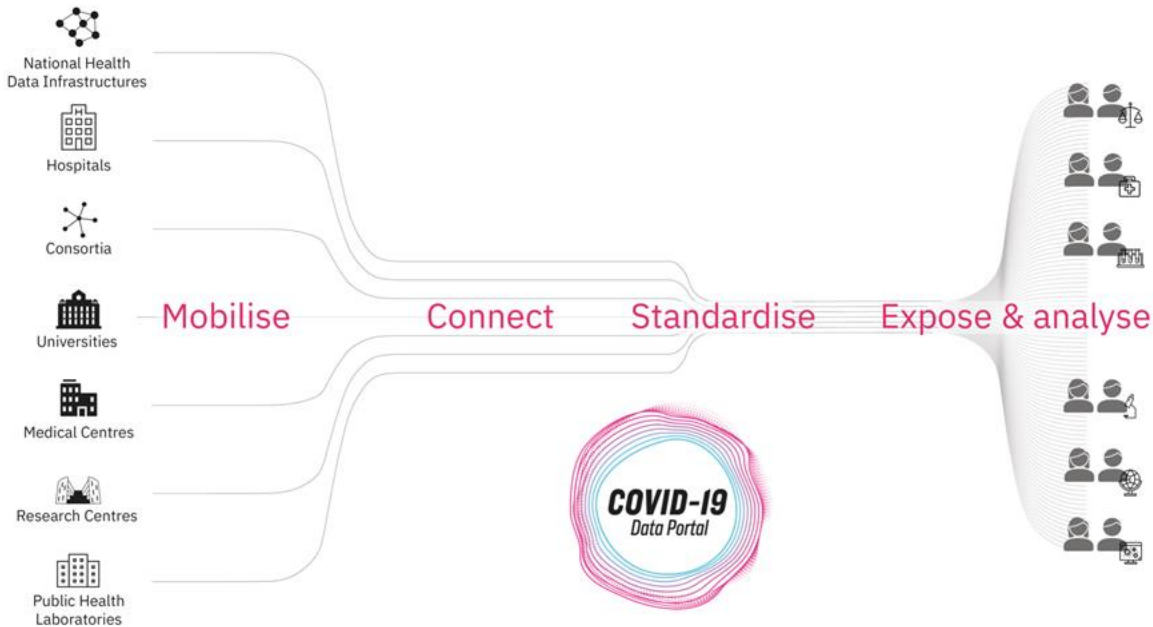 National Health
Data Infrastructures
Hospitals
Consortia
Universities
Medical Centres
Research Centres
Public Health
Laboratories
Mobilise
Connect
Standardise
Expose & analyse
COVID-19
Data Portal